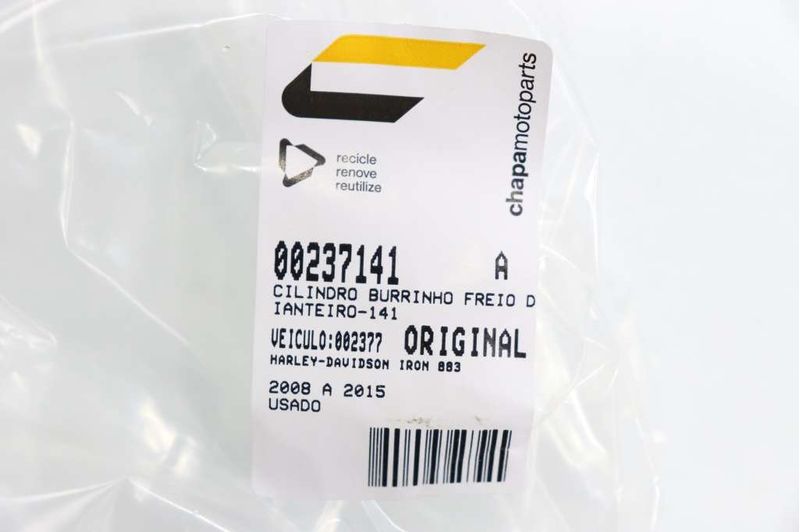 chapamotoparts
recicle
renove
reutilize
00237141 A
CILINDRO BURRINHO FREIO D
IANTEIRO-141
VEICULO:002377 ORIGINAL
HARLEY-DAVIDSON IRON 883
2008 A 2015
USADO